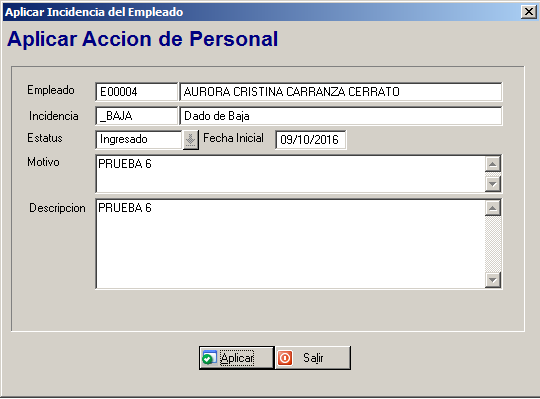 Aplicar Incidencia del Empleado
Aplicar Accion de Personal
Empleado E00004 AURORA CRISTINA CARRANZA CERRATO
Incidencia _BAJA Dado de Baja
Estatus Ingresado Fecha Inicial 09/10/2016
Motivo PRUEBA 6
Descripcion PRUEBA 6
Aplicar Salir